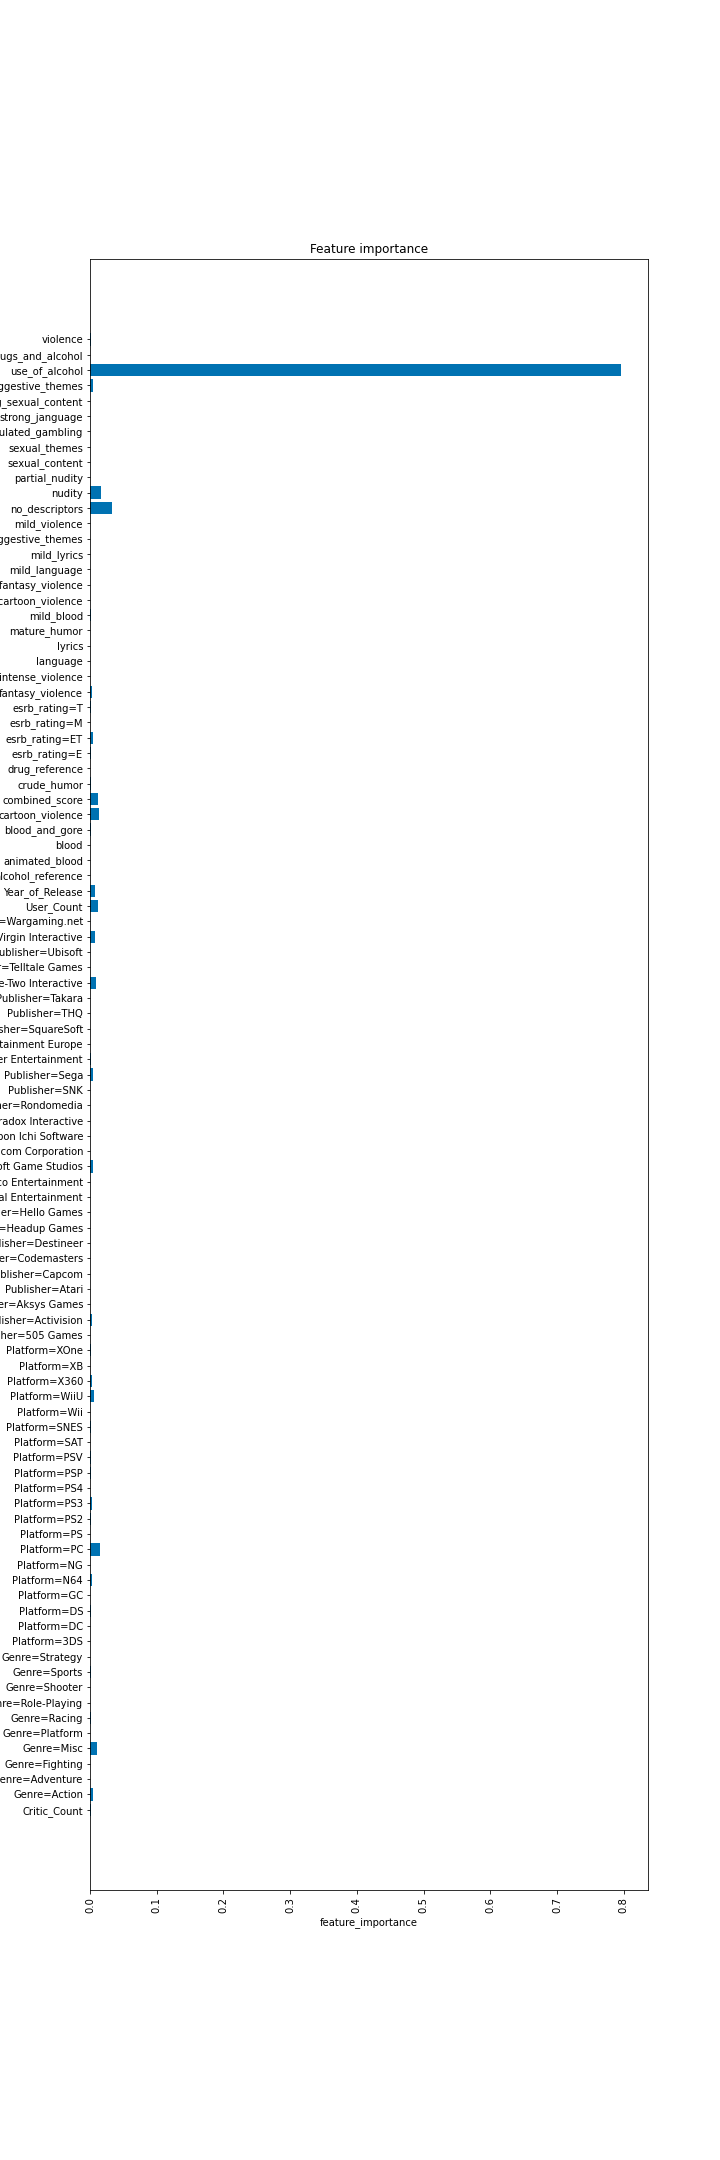 Feature importance
violence
ugs_and_alcohol
use_of_alcohol
ggestive_themes
g_sexual_content
strong_janguage
ulated_gambling
sexual_themes
sexual_content
partial_nudity
nudity
no_descriptors
mild_violence
ggestive_themes
mild_lyrics
mild_language
fantasy_violence
cartoon_violence
mild_blood
mature_humor
lyrics
language
intense_violence
fantasy_violence
esrb_rating=T
esrb_rating=M
esrb_rating=ET
esrb_rating=E
drug_reference
crude_humor
combined_score
cartoon_violence
blood_and_gore
blood
animated_blood
lcohol_reference
Year_of_Release
User_Count
=Wargaming.net
Virgin Interactive
ublisher=Ubisoft
r=Telltale Games
e-Two Interactive
Publisher=Takara
Publisher=THQ
sher=SquareSoft
tainment Europe
er Entertainment
Publisher=Sega
Publisher=SNK
her=Rondomedia
radox Interactive
pon Ichi Software
com Corporation
oft Game Studios
co Entertainment
al Entertainment
er=Hello Games
=Headup Games
lisher=Destineer
er=Codemasters
ublisher=Capcom
Publisher=Atari
er=Aksys Games
lisher=Activision
her=505 Games
Platform=XOne
Platform=XB
Platform=X360
Platform=WiiU
Platform=Wii
Platform=SNES
Platform=SAT
Platform=PSV
Platform=PSP
Platform=PS4
Platform=PS3
Platform=PS2
Platform=PS
Platform=PC
Platform=NG
Platform=N64
Platform=GC
Platform=DS
Platform=DC
Platform=3DS
Genre=Strategy
Genre=Sports
Genre=Shooter
nre=Role-Playing
Genre=Racing
Genre=Platform
Genre=Misc
Genre=Fighting
enre=Adventure
Genre=Action
Critic_Count
0.0 0.1 0.2 0.3 0.4 0.5 0.6 0.7 0.8
feature_importance